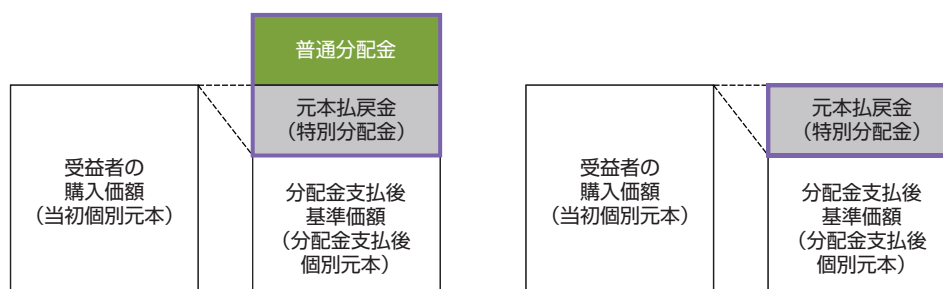 普通分配金
元本払戻金
（特別分配金）
受益者の
購入価額
（当初個別元本）
分配金支払後
基準価額
（分配金支払後
個別元本）
元本払戻金
（特別分配金）
受益者の
購入価額
（当初個別元本）
分配金支払後
基準価額
（分配金支払後
個別元本）